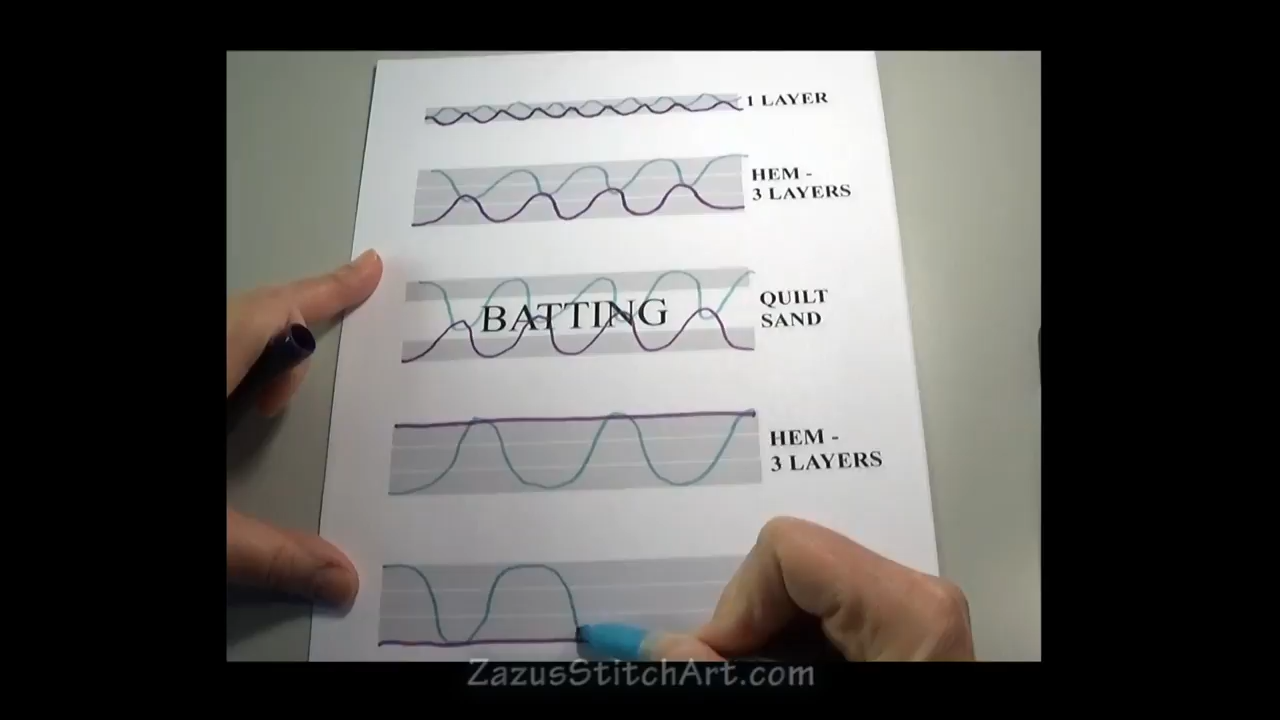 1 LAYER
HEM -
3 LAYERS
BATTING
QUILT
SAND
HEM -
3 LAYERS
ZazusStitchArt.com